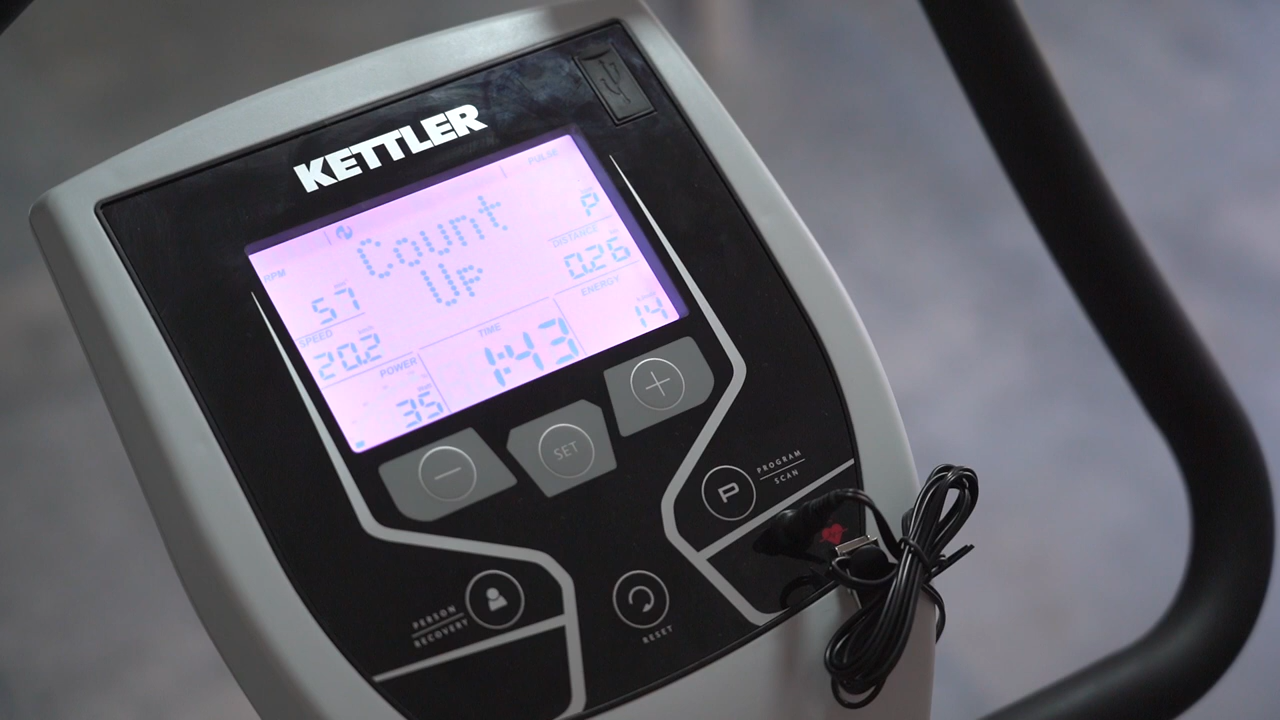 KETTLER
PULSE
P
Count
UP
RPM
57
DISTANCE
0.26
SPEED
20.2
ENERGY
14
TIME
1:43
POWER
Watt
35
SET
P
PROGRAM
SCAN
PERSON
RECOVERY
RESET